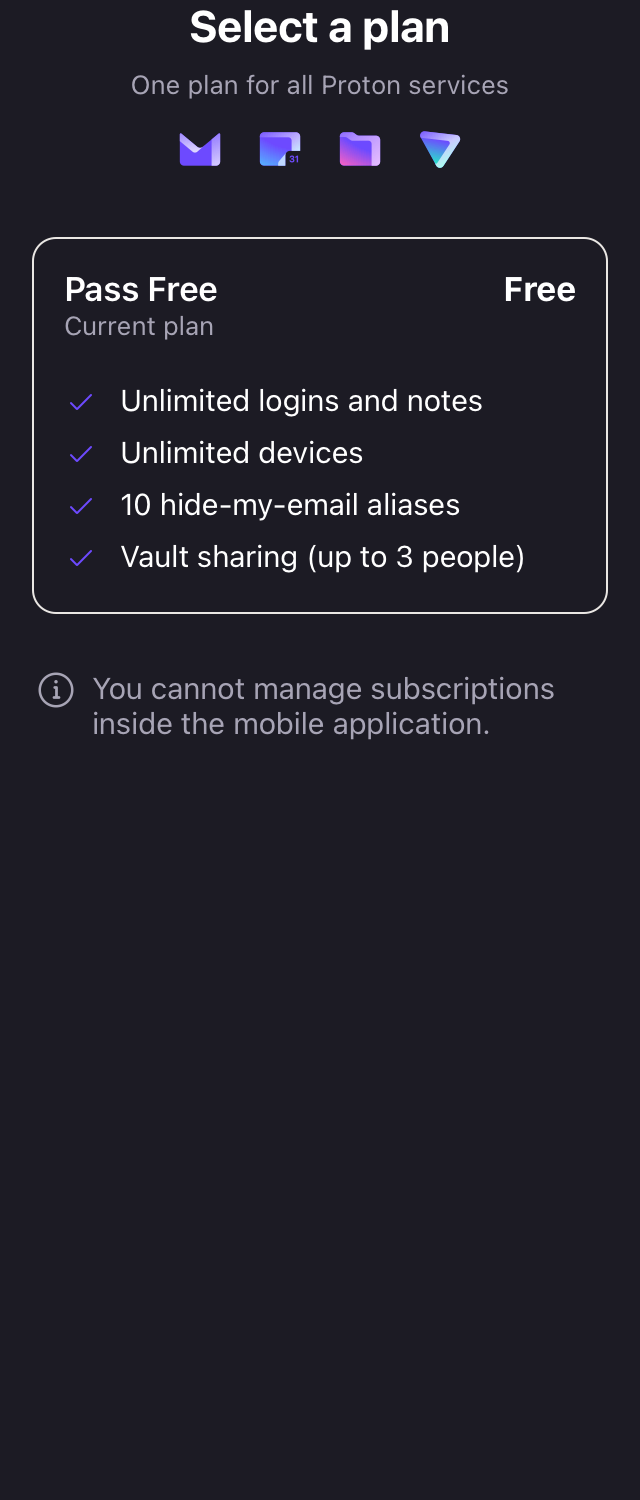 Select a plan
One plan for all Proton services
31
Pass Free
Free
Current plan
Unlimited logins and notes
Unlimited devices
10 hide-my-email aliases
Vault sharing (up to 3 people)
You cannot manage subscriptions
inside the mobile application.